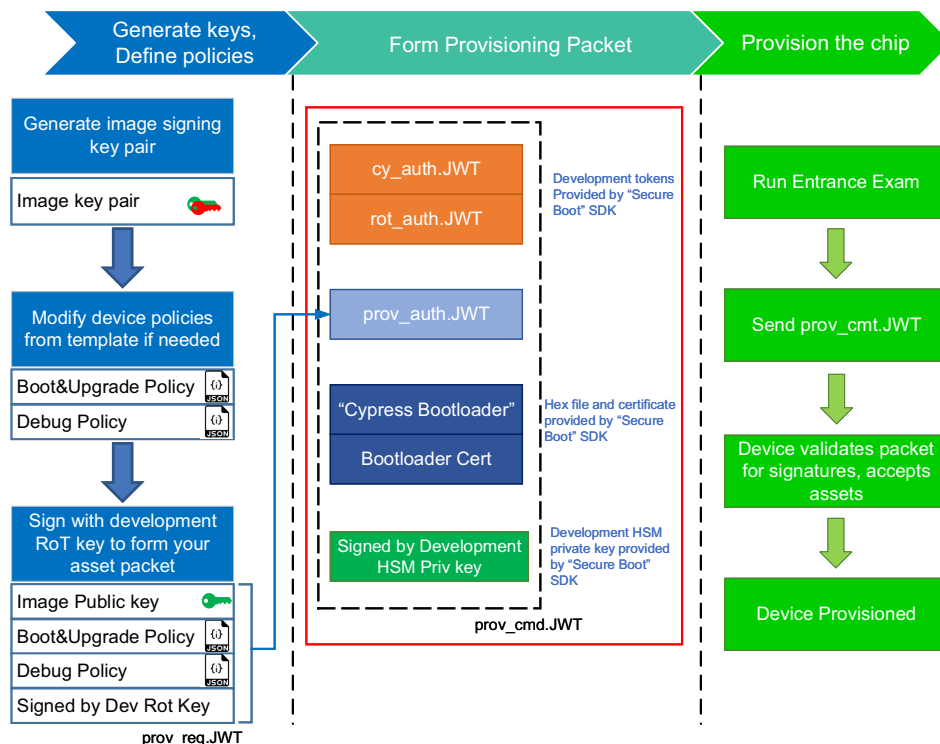 Generate keys,
Define policies
Form Provisioning Packet
Provision the chip
Generate image signing
key pair
Image key pair
Modify device policies
from template if needed
Boot&Upgrade Policy
{i}
JSON
Debug Policy
{i}
JSON
Sign with development
RoT key to form your
asset packet
Image Public key
Boot&Upgrade Policy
{i}
JSON
Debug Policy
{i}
JSON
Signed by Dev Rot Key
prov_req.JWT
cy_auth.JWT
rot_auth.JWT
Development tokens
Provided by “Secure
Boot” SDK
prov_auth.JWT
“Cypress Bootloader”
Bootloader Cert
Hex file and certificate
provided by “Secure
Boot” SDK
Signed by Development
HSM Priv key
Development HSM
private key provided
by “Secure Boot”
SDK
prov_cmd.JWT
Run Entrance Exam
Send prov_cmt.JWT
Device validates packet
for signatures, accepts
assets
Device Provisioned